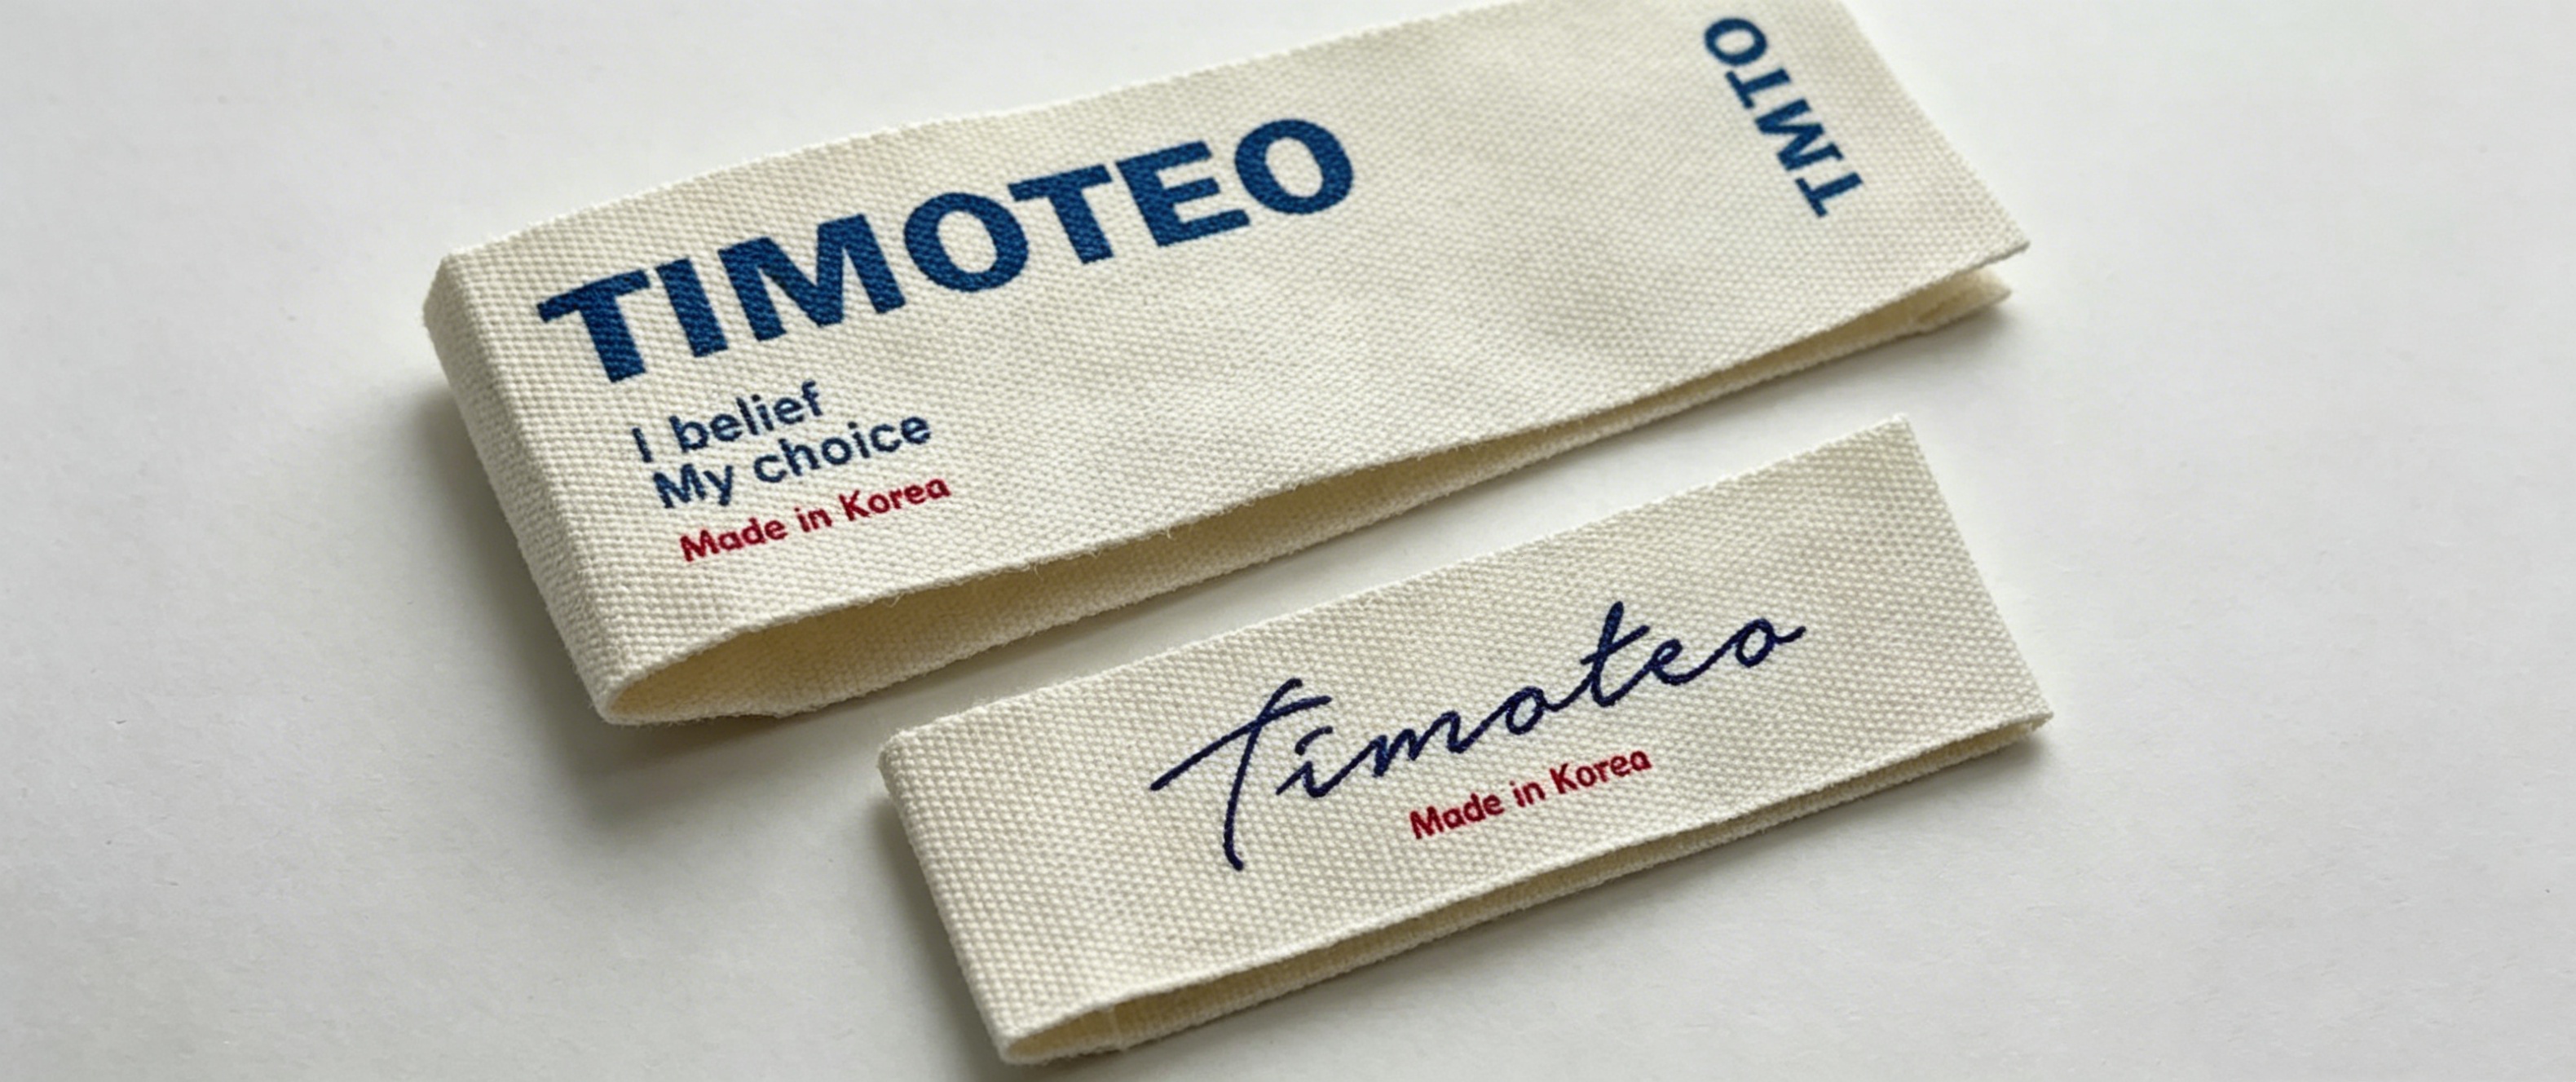 TIMOTEO
I belief
My choice
Made in Korea
TMTO
Timoteo
Made in Korea